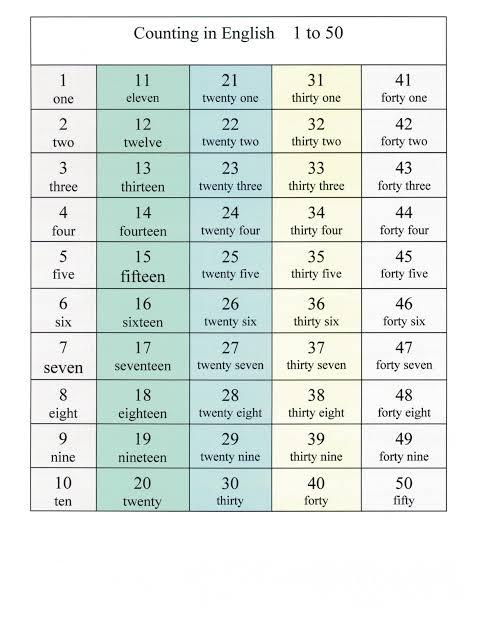 Counting in English 1 to 50
1 11 21 31 41
one eleven twenty one thirty one forty one
2 12 22 32 42
two twelve twenty two thirty two forty two
3 13 23 33 43
three thirteen twenty three thirty three forty three
4 14 24 34 44
four fourteen twenty four thirty four forty four
5 15 25 35 45
five fifteen twenty five thirty five forty five
6 16 26 36 46
six sixteen twenty six thirty six forty six
7 17 27 37 47
seven seventeen twenty seven thirty seven forty seven
8 18 28 38 48
eight eighteen twenty eight thirty eight forty eight
9 19 29 39 49
nine nineteen twenty nine thirty nine forty nine
10 20 30 40 50
ten twenty thirty forty fifty